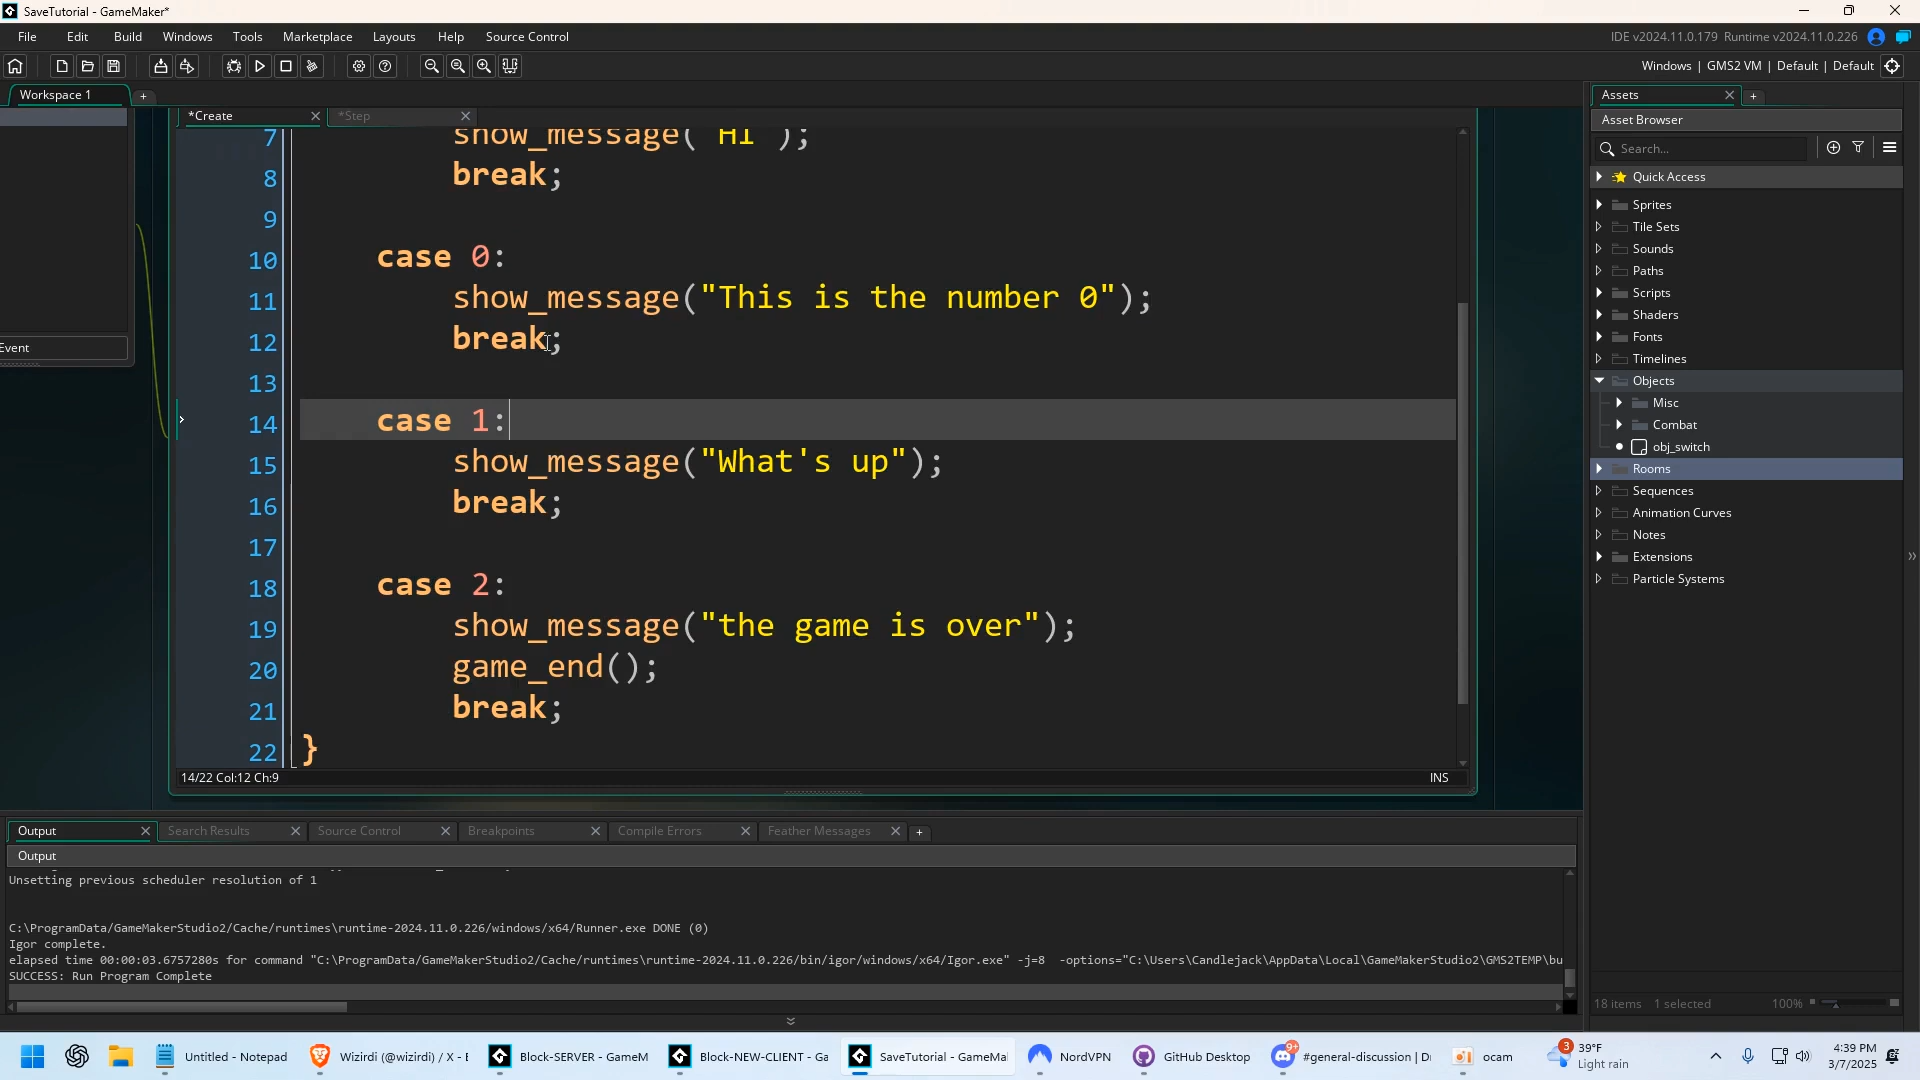 SaveTutorial - GameMaker*
File Edit Build Windows Tools Marketplace Layouts Help Source Control
IDE v2024.11.0.179 Runtime v2024.11.0.226
Windows | GMS2 VM | Default | Default
Workspace 1
*Create
*Step
7 show_message("Hi");
8 break;
9
10 case 0:
11 show_message("This is the number 0");
12 break;
13
14 case 1:
15 show_message("What's up");
16 break;
17
18 case 2:
19 show_message("the game is over");
20 game_end();
21 break;
22 }
14/22 Col:12 Ch:9
INS
Event
Assets
Asset Browser
Search...
Quick Access
Sprites
Tile Sets
Sounds
Paths
Scripts
Shaders
Fonts
Timelines
Objects
Misc
Combat
obj_switch
Rooms
Sequences
Animation Curves
Notes
Extensions
Particle Systems
18 items 1 selected 100%
Output Search Results Source Control Breakpoints Compile Errors Feather Messages
Output
Unsetting previous scheduler resolution of 1
C:\ProgramData/GameMakerStudio2/Cache/runtimes\runtime-2024.11.0.226/windows/x64/Runner.exe DONE (0)
Igor complete.
elapsed time 00:00:03.6757280s for command "C:\ProgramData/GameMakerStudio2/Cache/runtimes\runtime-2024.11.0.226/bin/igor/windows/x64/Igor.exe" -j=8 -options="C:\Users\Candlejack\AppData\Local\GameMakerStudio2\GMS2TEMP\bu
SUCCESS: Run Program Complete
Untitled - Notepad
Wizirdi (@wizirdi) / X - E
Block-SERVER - GameM
Block-NEW-CLIENT - Ga
SaveTutorial - GameMal
NordVPN
GitHub Desktop
9+
#general-discussion | Di
ocam
3
39°F
Light rain
4:39 PM
3/7/2025